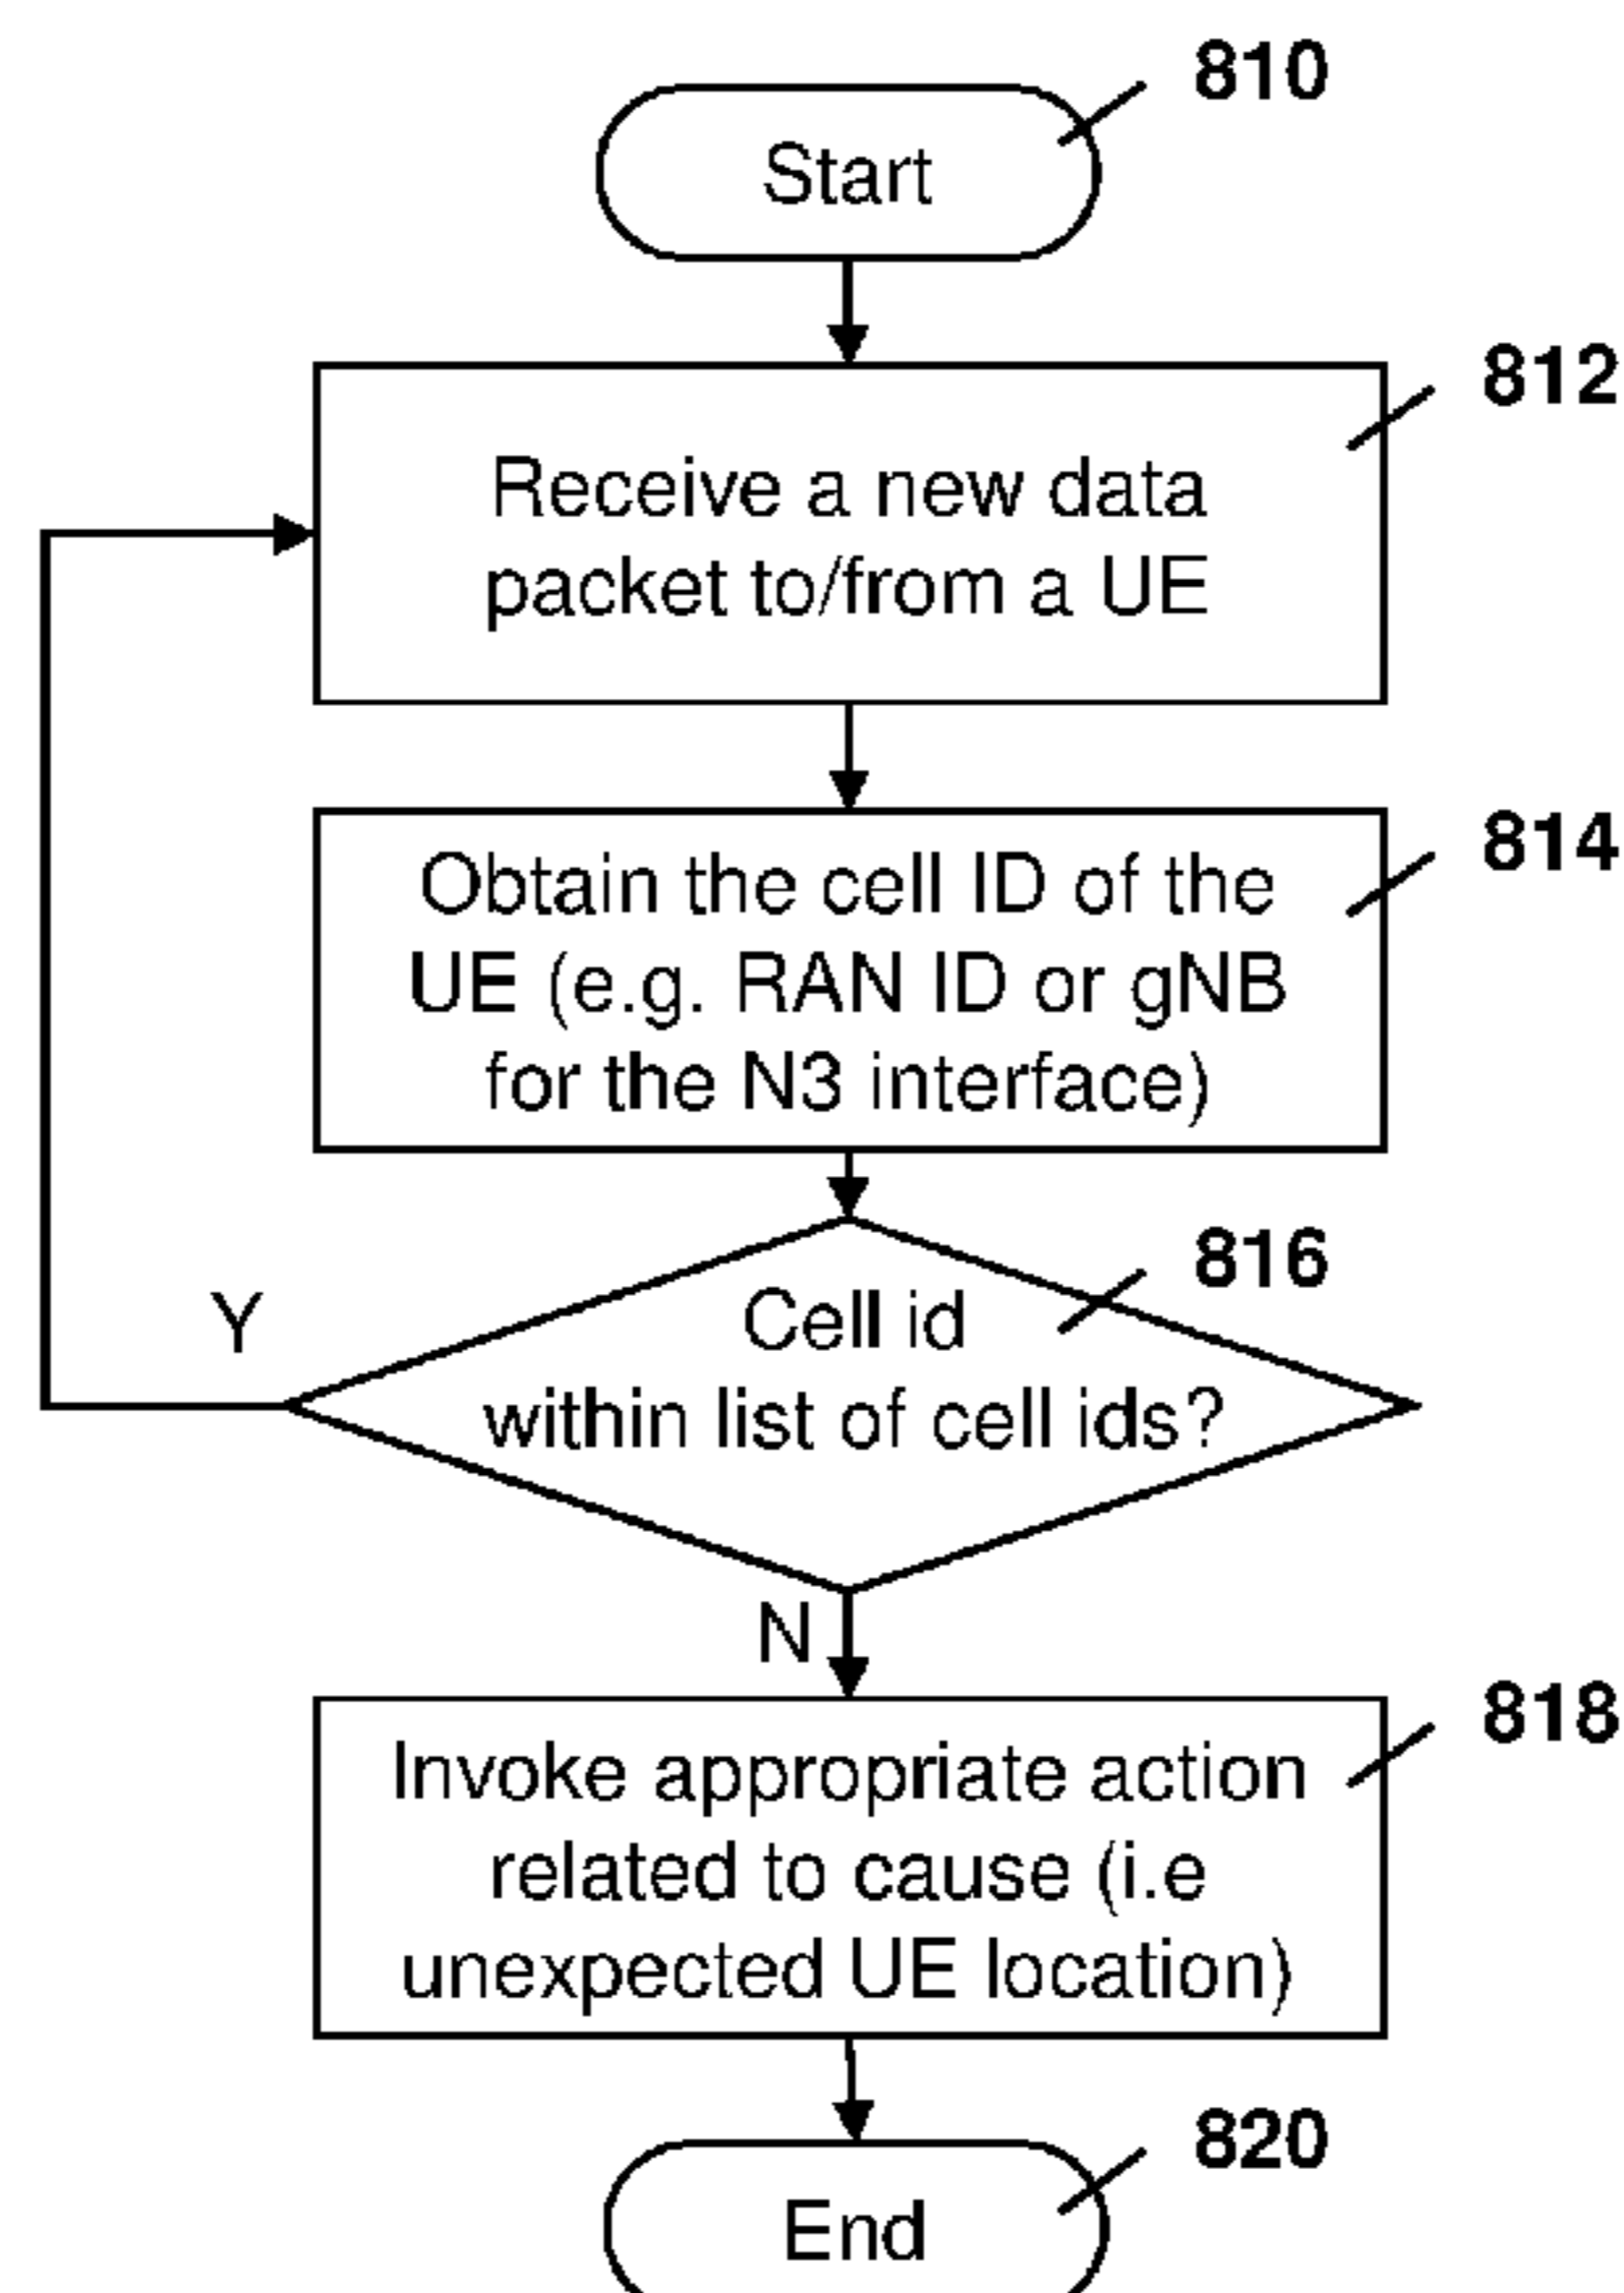 810
Start
812
Receive a new data
packet to/from a UE
814
Obtain the cell ID of the
UE (e.g. RAN ID or gNB
for the N3 interface)
816
Cell id
within list of cell ids?
Y
N
818
Invoke appropriate action
related to cause (i.e
unexpected UE location)
820
End